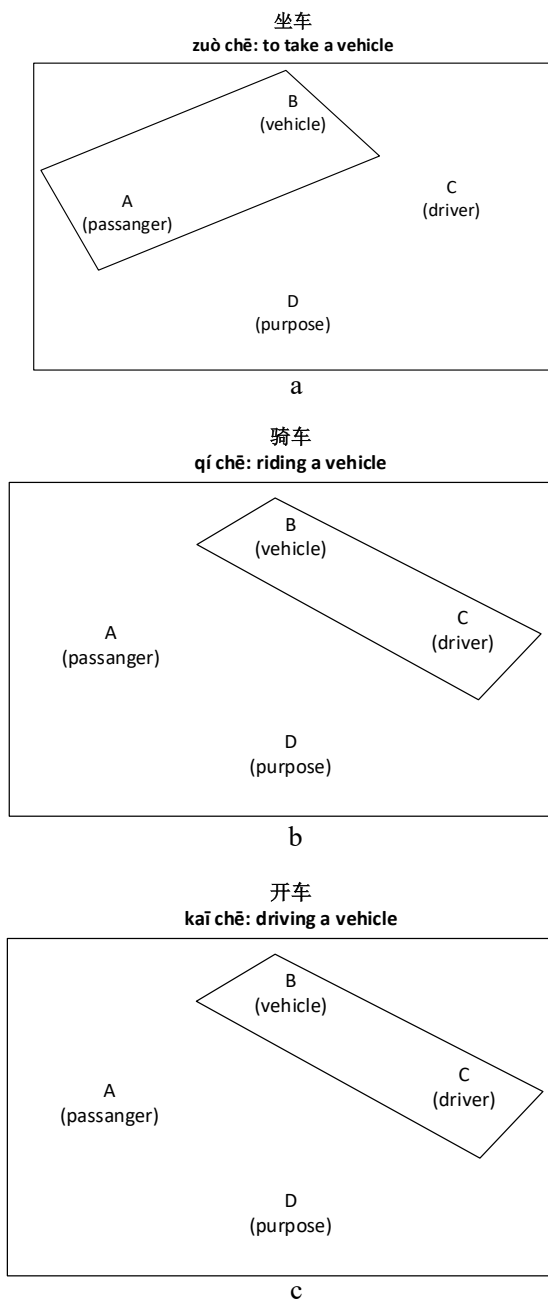 坐车
zuò chē: to take a vehicle
B
(vehicle)
A
(passanger)
C
(driver)
D
(purpose)
a
骑车
qí chē: riding a vehicle
B
(vehicle)
A
(passanger)
C
(driver)
D
(purpose)
b
开车
kaī chē: driving a vehicle
B
(vehicle)
A
(passanger)
C
(driver)
D
(purpose)
c